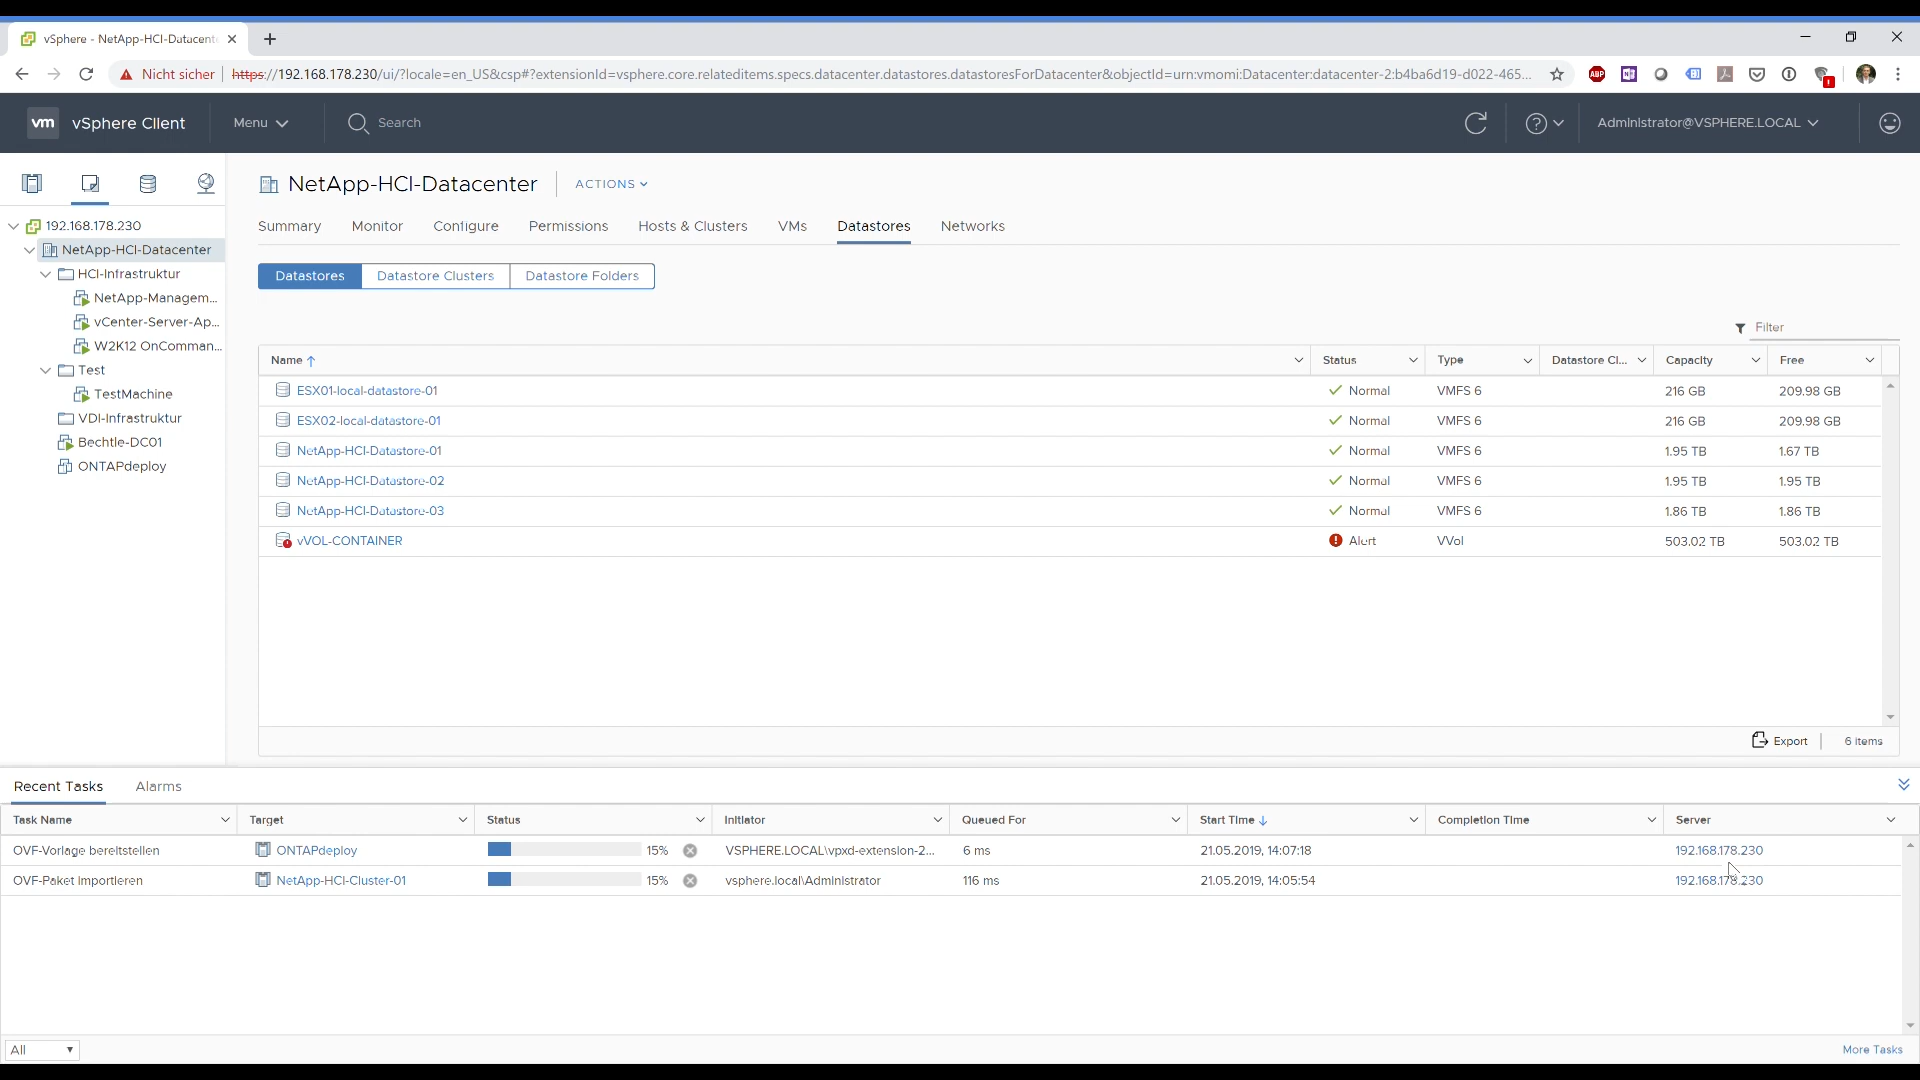 vSphere - NetApp-HCI-Datacent
Nicht sicher https://192.168.178.230/ui/?locale=en_US&csp#?extensionId=vsphere.core.relateditems.specs.datacenter.datastores.datastoresForDatacenter&objectId=urn:vmomi:Datacenter:datacenter-2:b4ba6d19-d022-465...
ABP
vm vSphere Client Menu Search Administrator@VSPHERE.LOCAL
NetApp-HCI-Datacenter ACTIONS
Summary Monitor Configure Permissions Hosts & Clusters VMs Datastores Networks
192.168.178.230
NetApp-HCI-Datacenter
HCI-Infrastruktur
NetApp-Managem...
vCenter-Server-Ap...
W2K12 OnComman...
Test
TestMachine
VDI-Infrastruktur
Bechtle-DC01
ONTAPdeploy
Datastores Datastore Clusters Datastore Folders
Filter
Name Status Type Datastore Cl... Capacity Free
ESX01-local-datastore-01 Normal VMFS 6 216 GB 209.98 GB
ESX02-local-datastore-01 Normal VMFS 6 216 GB 209.98 GB
NetApp-HCI-Datastore-01 Normal VMFS 6 1.95 TB 1.67 TB
NetApp-HCI-Datastore-02 Normal VMFS 6 1.95 TB 1.95 TB
NetApp-HCI-Datastore-03 Normal VMFS 6 1.86 TB 1.86 TB
vVOL-CONTAINER Alert VVol 503.02 TB 503.02 TB
Export 6 items
Recent Tasks Alarms
Task Name Target Status Initiator Queued For Start Time Completion Time Server
OVF-Vorlage bereitstellen ONTAPdeploy 15% VSPHERE.LOCAL\vpxd-extension-2... 6 ms 21.05.2019, 14:07:18 192.168.178.230
OVF-Paket importieren NetApp-HCI-Cluster-01 15% vsphere.local\Administrator 116 ms 21.05.2019, 14:05:54 192.168.178.230
All More Tasks